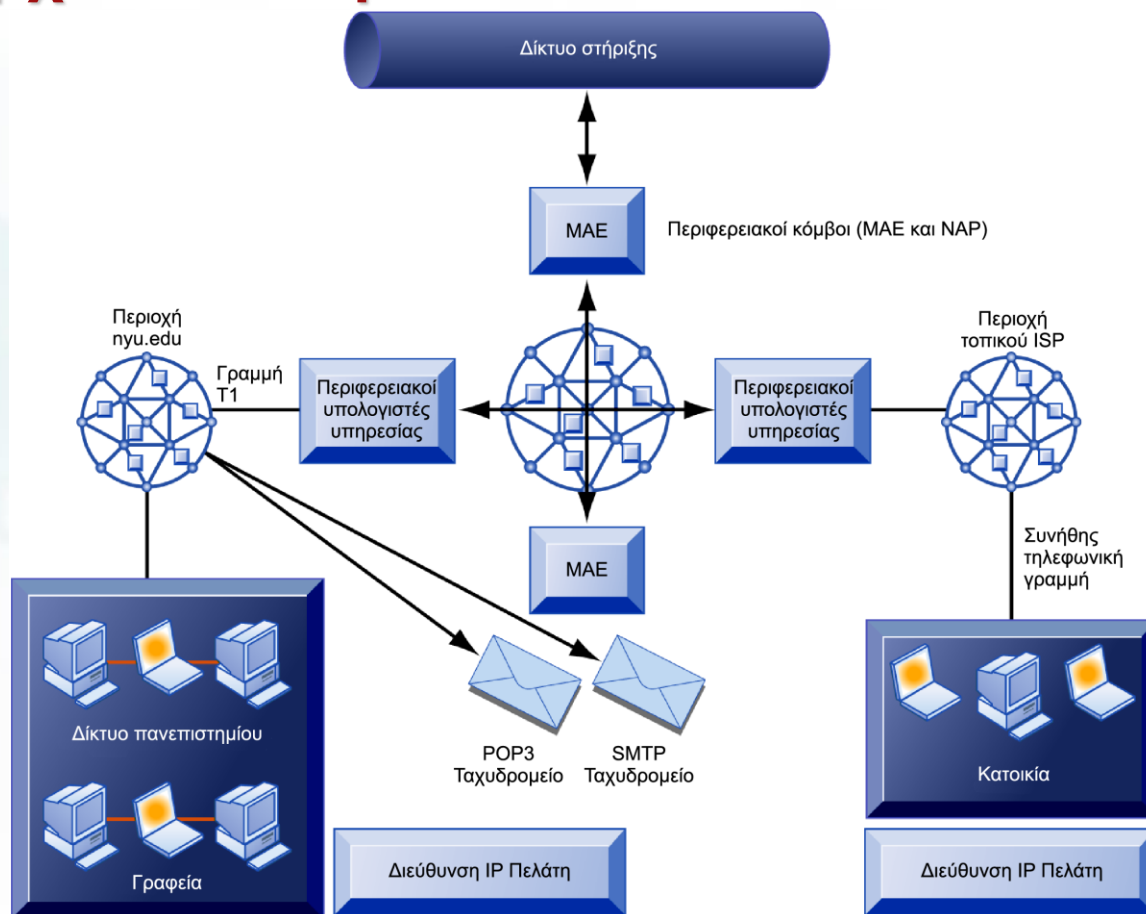 Δίκτυο στήριξης
MAE
Περιφερειακοί κόμβοι (MAE και NAP)
Περιοχή
nyu.edu
Γραμμή
T1
Περιφερειακοί
υπολογιστές
υπηρεσίας
Περιφερειακοί
υπολογιστές
υπηρεσίας
Περιοχή
τοπικού ISP
MAE
Συνήθης
τηλεφωνική
γραμμή
Δίκτυο πανεπιστημίου
Γραφεία
POP3
Ταχυδρομείο
SMTP
Ταχυδρομείο
Κατοικία
Διεύθυνση IP Πελάτη
Διεύθυνση IP Πελάτη